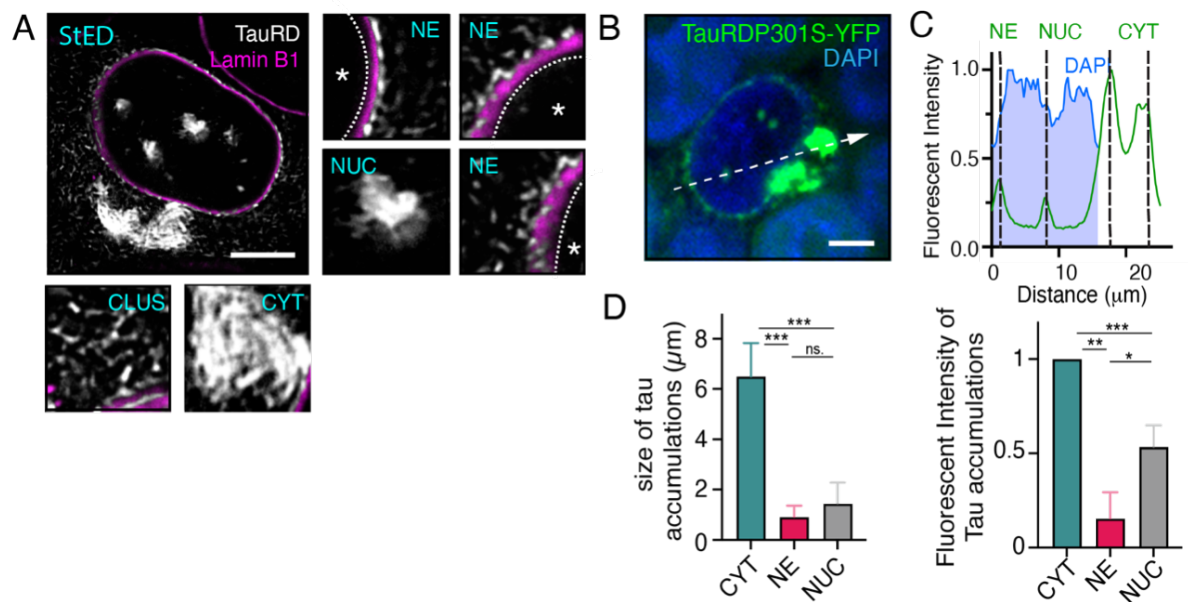 A
StED
TauRD
Lamin B1
NE
NE
*
*
NUC
NE
*
CLUS
CYT
B
TauRDP301S-YFP
DAPI
C
NE NUC CYT
DAPI
Fluorescent Intensity
1.0
0.5
0.0
0 10 20
Distance (μm)
D
size of tau
accumulations (μm)
8
6
4
2
0
***
***
ns.
CYT
NE
NUC
Fluorescent Intensity of
Tau accumulations
1
0.5
0
***
**
*
CYT
NE
NUC